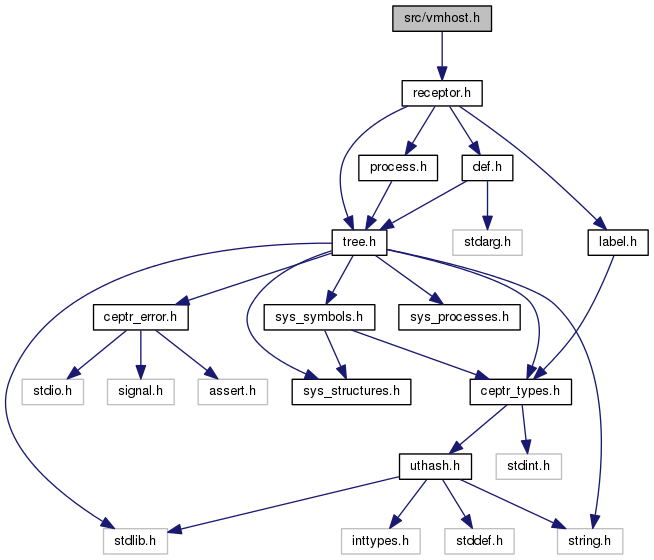 src/vmhost.h
receptor.h
process.h
def.h
tree.h
stdarg.h
label.h
ceptr_error.h
sys_symbols.h
sys_processes.h
stdio.h
signal.h
assert.h
sys_structures.h
ceptr_types.h
uthash.h
stdint.h
stdlib.h
inttypes.h
stddef.h
string.h